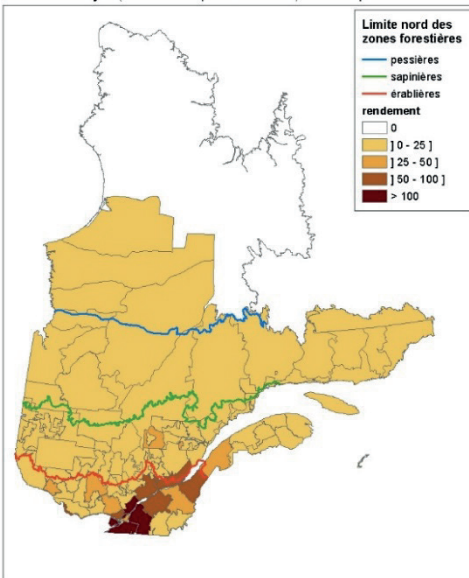 Limite nord des
zones forestières
pessières
sapinières
érablières
rendement
0
] 0 - 25 ]
] 25 - 50 ]
] 50 - 100 ]
> 100